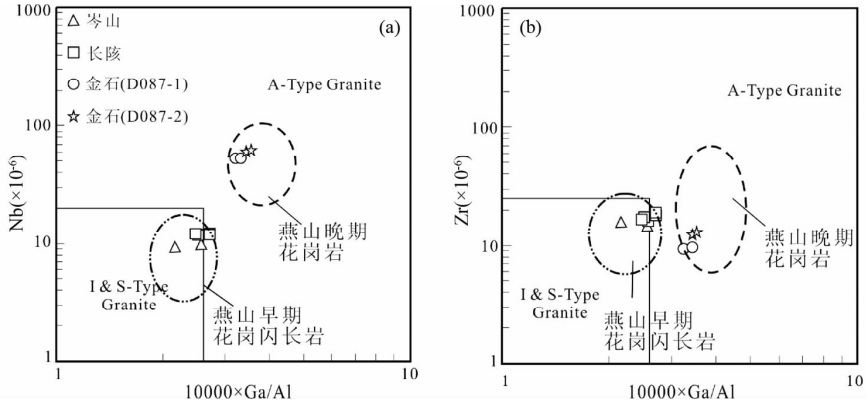 1000
(a)
岑山
长陔
金石(D087-1)
金石(D087-2)
A-Type Granite
100
Nb(×10⁻⁶)
燕山晚期
花岗岩
10
I & S-Type
Granite
燕山早期
花岗闪长岩
1
1
10000×Ga/Al
10
1000
(b)
A-Type Granite
100
Zr(×10⁻⁶)
燕山晚期
花岗岩
10
I & S-Type
Granite
燕山早期
花岗闪长岩
1
1
10000×Ga/Al
10